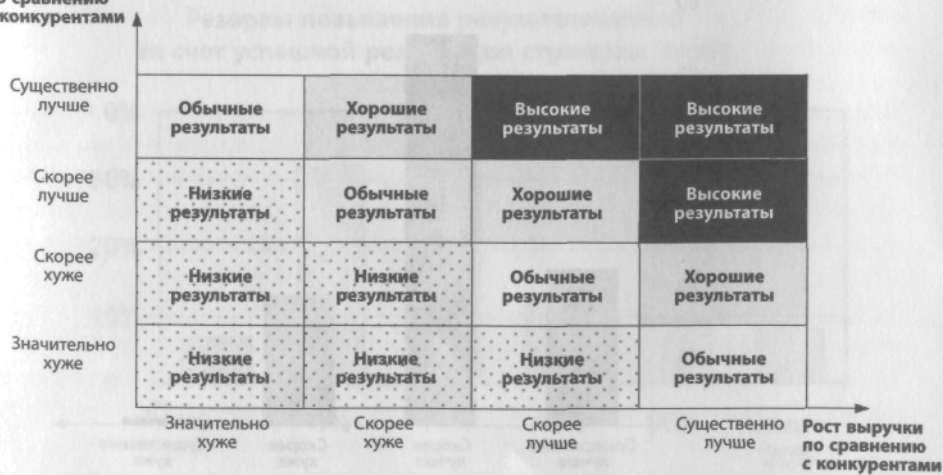 по сравнению
конкурентами
Существенно
лучше
Обычные
результаты
Хорошие
результаты
Высокие
результаты
Высокие
результаты
Скорее
лучше
Низкие
результаты
Обычные
результаты
Хорошие
результаты
Высокие
результаты
Скорее
хуже
Низкие
результаты
Низкие
результаты
Обычные
результаты
Хорошие
результаты
Значительно
хуже
Низкие
результаты
Низкие
результаты
Низкие
результаты
Обычные
результаты
Значительно
хуже
Скорее
хуже
Скорее
лучше
Существенно
лучше
Рост выручки
по сравнению
с конкурентами